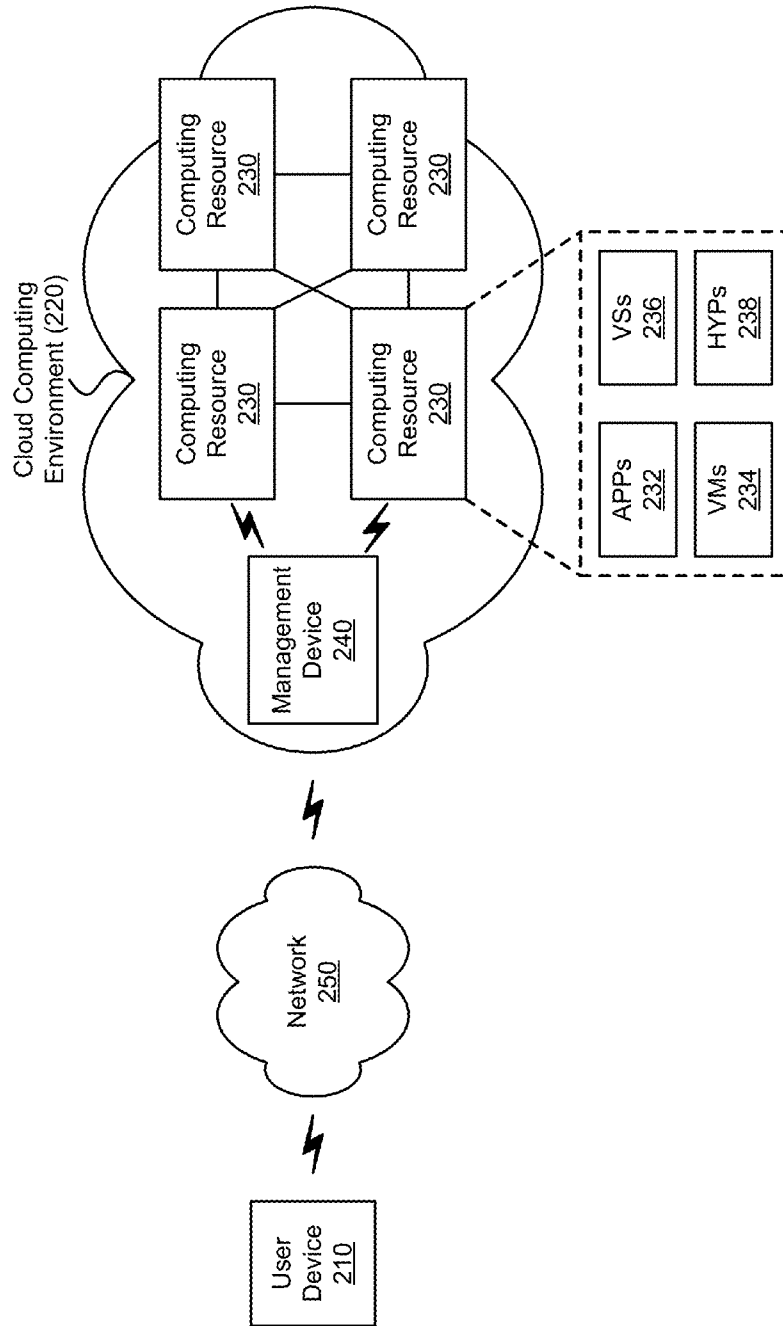 User
Device
210
Network
250
Cloud Computing
Environment (220)
Management
Device
240
Computing
Resource
230
Computing
Resource
230
Computing
Resource
230
Computing
Resource
230
APPs
232
VSs
236
VMs
234
HYPs
238